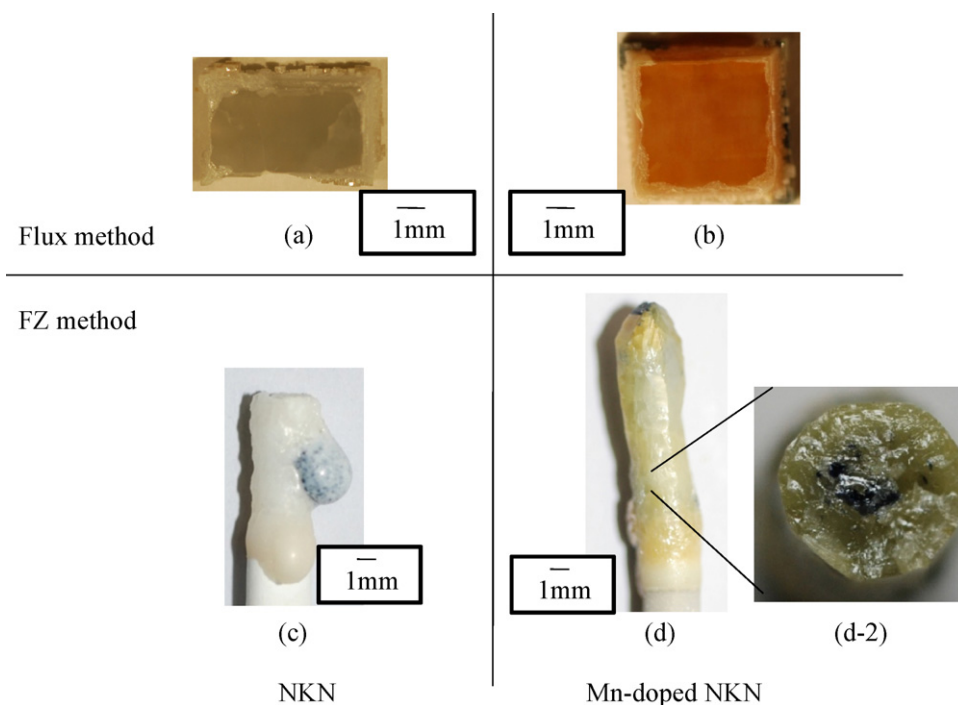 1mm
1mm
Flux method
(a)
(b)
FZ method
1mm
1mm
(c)
(d)
(d-2)
NKN
Mn-doped NKN